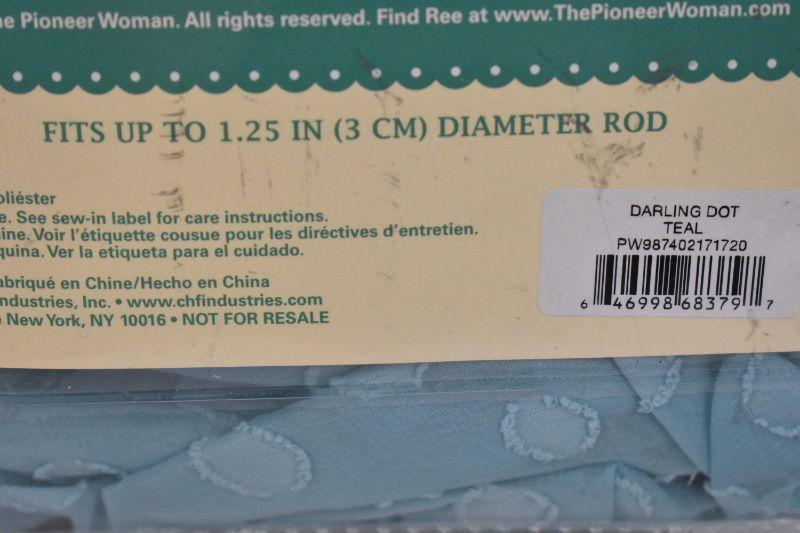 e Pioneer Woman. All rights reserved. Find Ree at www.ThePioneerWoman.com.
FITS UP TO 1.25 IN (3 CM) DIAMETER ROD
oliéster
e. See sew-in label for care instructions.
ine. Voir l'étiquette cousue pour les diréctives d'entretien.
quina. Ver la etiqueta para el cuidado.
abriqué en Chine/Hecho en China
ndustries, Inc. • www.chfindustries.com
New York, NY 10016 • NOT FOR RESALE
DARLING DOT
TEAL
PW987402171720
6 46998 68379 7